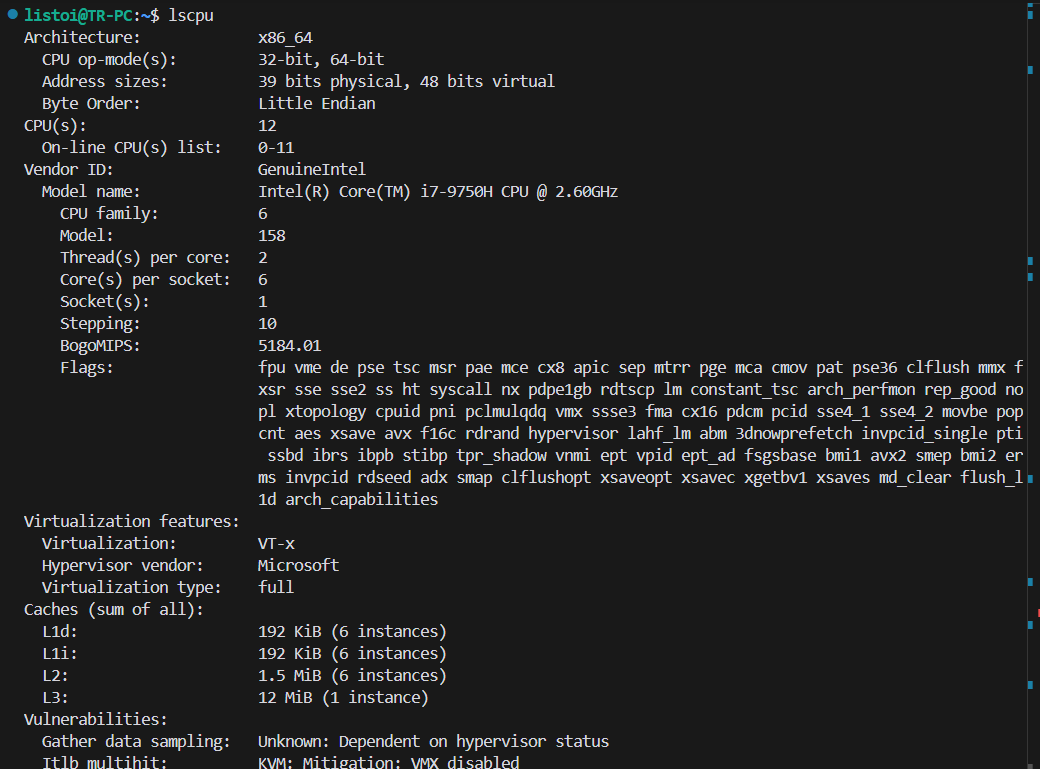 listoi@TR-PC:~$ lscpu
Architecture: x86_64
CPU op-mode(s): 32-bit, 64-bit
Address sizes: 39 bits physical, 48 bits virtual
Byte Order: Little Endian
CPU(s): 12
On-line CPU(s) list: 0-11
Vendor ID: GenuineIntel
Model name: Intel(R) Core(TM) i7-9750H CPU @ 2.60GHz
CPU family: 6
Model: 158
Thread(s) per core: 2
Core(s) per socket: 6
Socket(s): 1
Stepping: 10
BogoMIPS: 5184.01
Flags: fpu vme de pse tsc msr pae mce cx8 apic sep mtrr pge mca cmov pat pse36 clflush mmx f
xsr sse sse2 ss ht syscall nx pdpe1gb rdtscp lm constant_tsc arch_perfmon rep_good no
pl xtopology cpuid pni pclmulqdq vmx ssse3 fma cx16 pdcm pcid sse4_1 sse4_2 movbe pop
cnt aes xsave avx f16c rdrand hypervisor lahf_lm abm 3dnowprefetch invpcid_single pti
ssbd ibrs ibpb stibp tpr_shadow vnmi ept vpid ept_ad fsgsbase bmi1 avx2 smep bmi2 er
ms invpcid rdseed adx smap clflushopt xsaveopt xsavec xgetbv1 xsaves md_clear flush_l
1d arch_capabilities
Virtualization features:
Virtualization: VT-x
Hypervisor vendor: Microsoft
Virtualization type: full
Caches (sum of all):
L1d: 192 KiB (6 instances)
L1i: 192 KiB (6 instances)
L2: 1.5 MiB (6 instances)
L3: 12 MiB (1 instance)
Vulnerabilities:
Gather data sampling: Unknown: Dependent on hypervisor status
Itlb multihit: KVM: Mitigation: VMX disabled